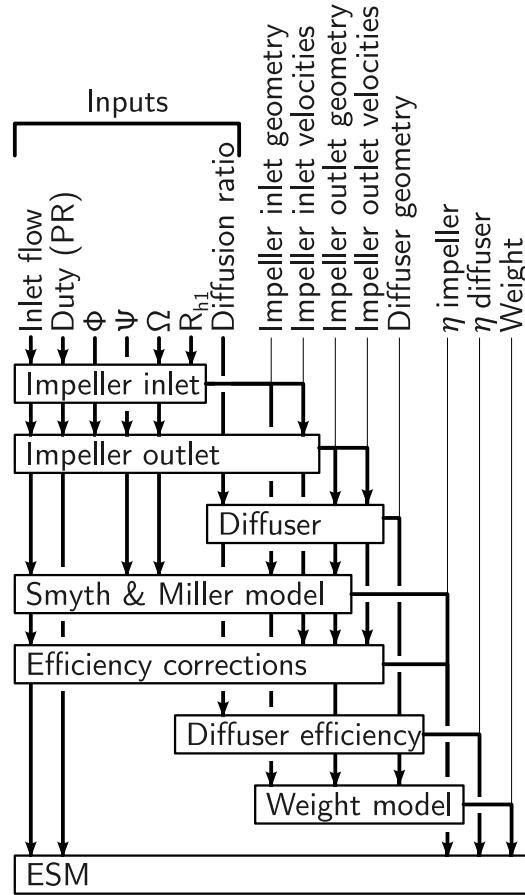 Inputs
Inlet flow
Duty (PR)
Φ
Ψ
Ω
R_h1
Diffusion ratio
Impeller inlet geometry
Impeller inlet velocities
Impeller outlet geometry
Impeller outlet velocities
Diffuser geometry
η impeller
η diffuser
Weight
Impeller inlet
Impeller outlet
Diffuser
Smyth & Miller model
Efficiency corrections
Diffuser efficiency
Weight model
ESM